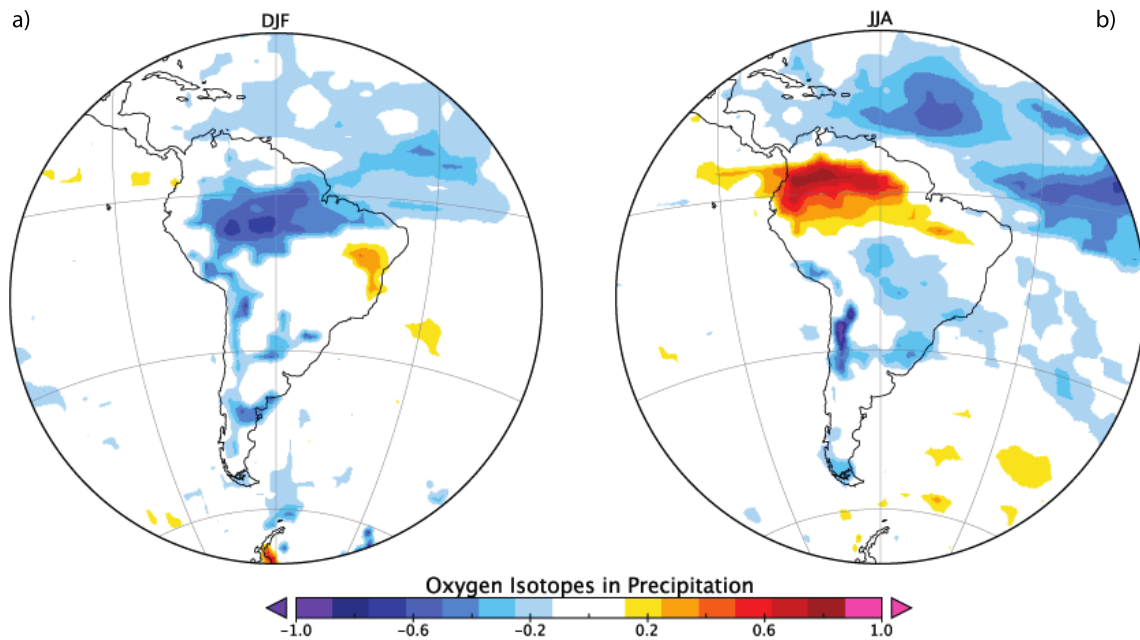 a)
DJF
JJA
b)
Oxygen Isotopes in Precipitation
-1.0 -0.6 -0.2 0.2 0.6 1.0